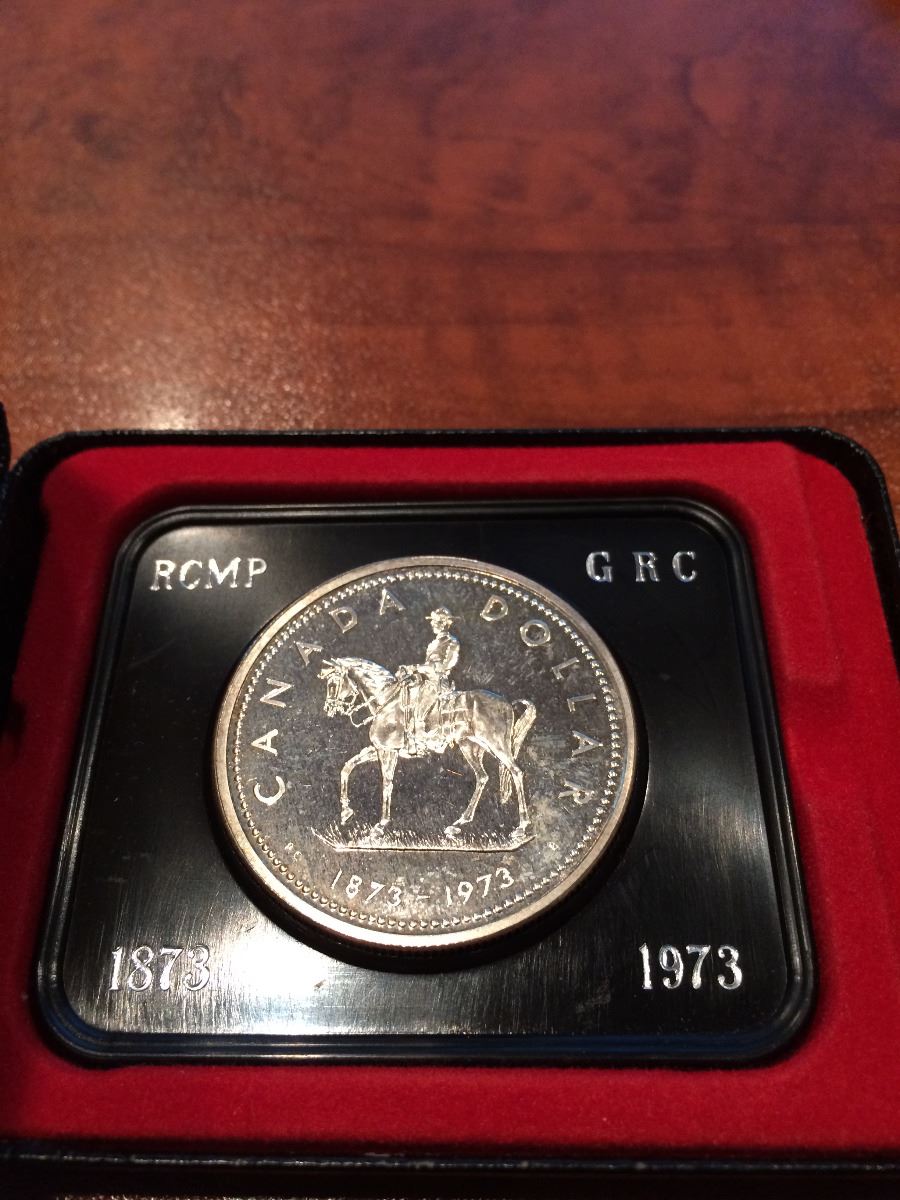 RCMP
GRC
CANADA DOLLAR
1873-1973
1873
1973